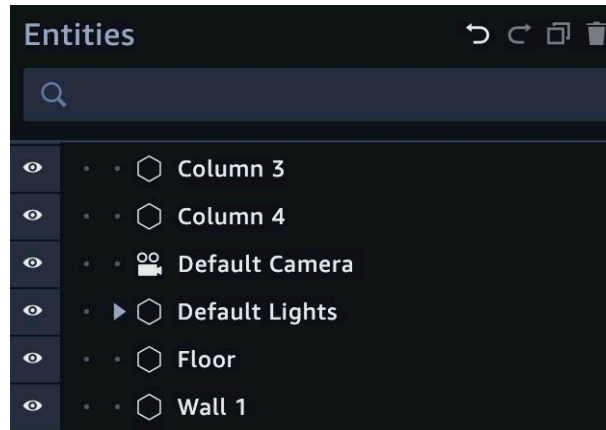 Entities
Column 3
Column 4
Default Camera
Default Lights
Floor
Wall 1